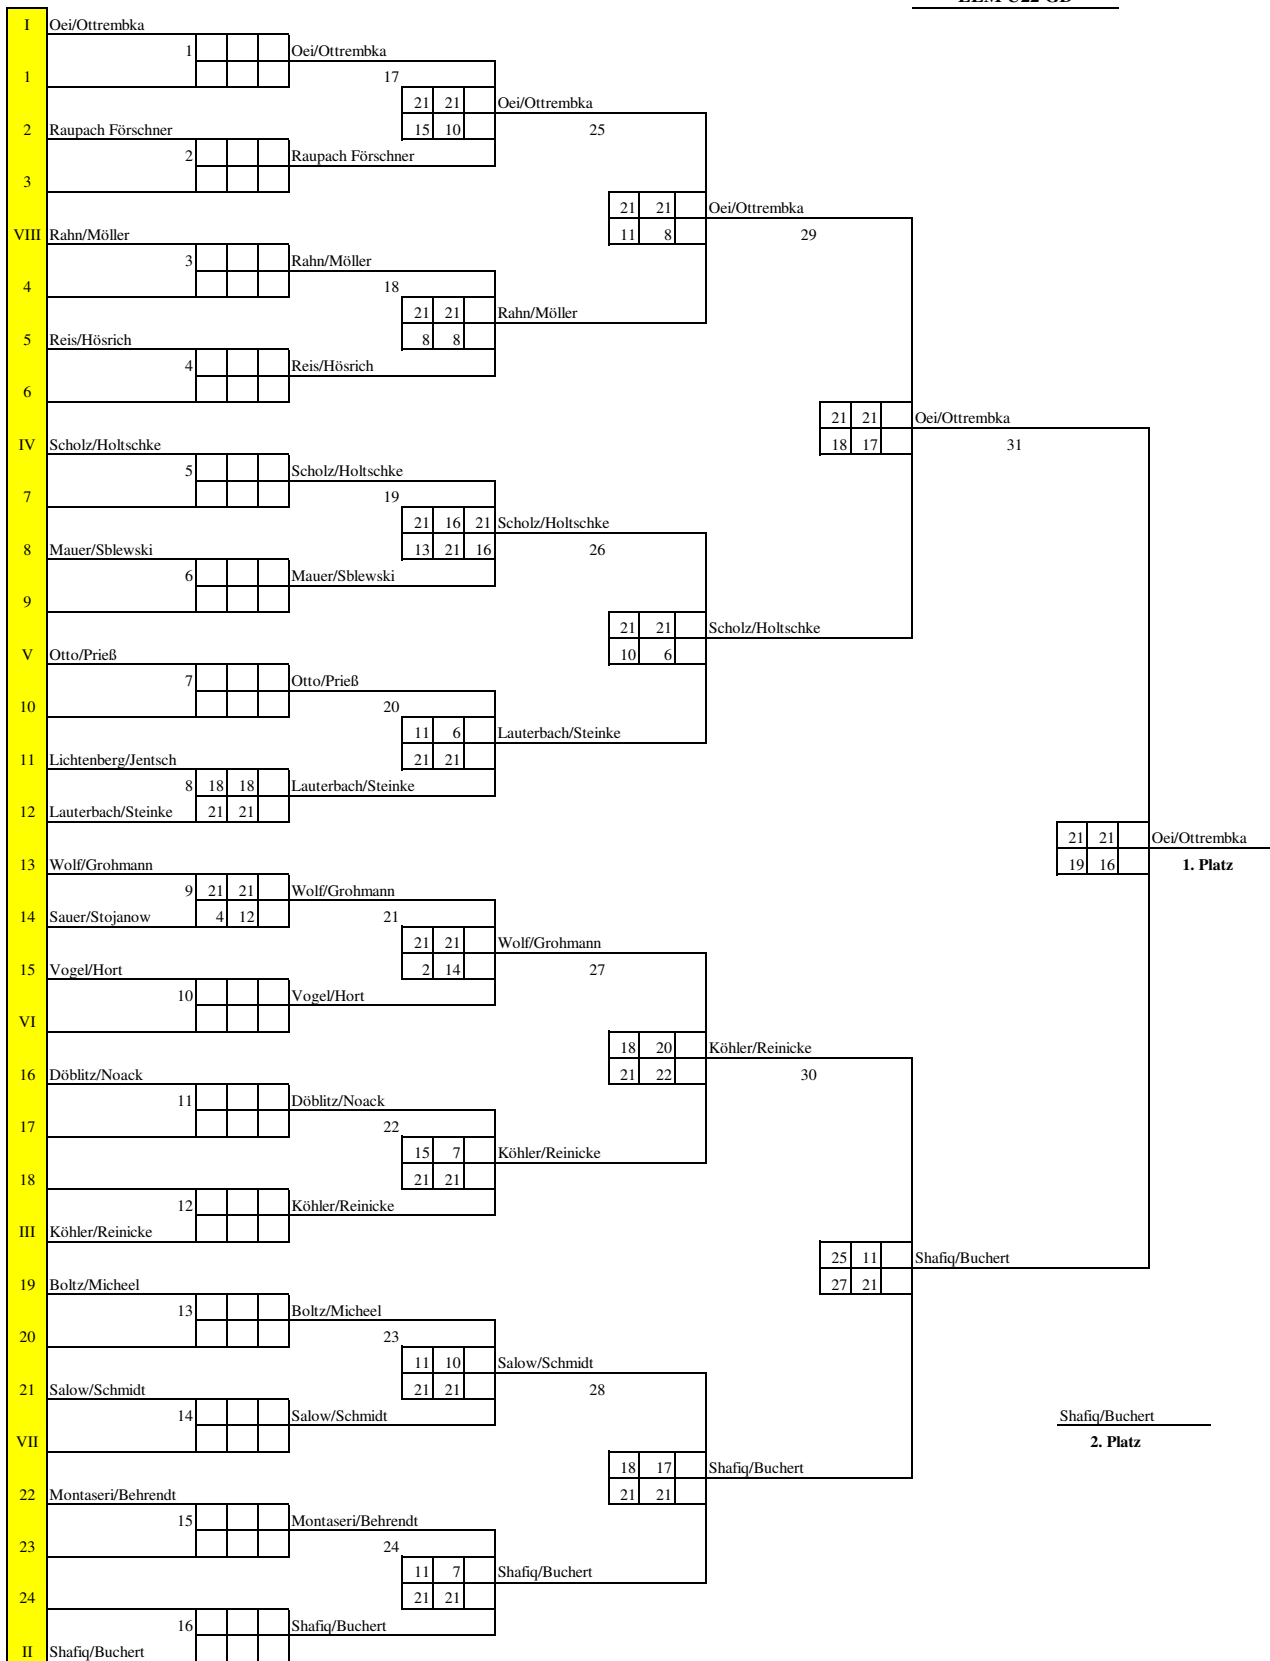 I Oei/Ottrembka
1 Oei/Ottrembka
1 17
21 21 Oei/Ottrembka
2 Raupach Förschner 15 10 25
2 Raupach Förschner
3
21 21 Oei/Ottrembka
VIII Rahn/Möller 11 8 29
3 Rahn/Möller
4 18
21 21 Rahn/Möller
5 Reis/Hösrich 8 8
4 Reis/Hösrich
6
21 21 Oei/Ottrembka
IV Scholz/Holtschke 18 17 31
5 Scholz/Holtschke
7 19
21 16 21 Scholz/Holtschke
8 Mauer/Sblewski 13 21 16 26
6 Mauer/Sblewski
9
21 21 Scholz/Holtschke
V Otto/Prieß 10 6
7 Otto/Prieß
10 20
11 6 Lauterbach/Steinke
11 Lichtenberg/Jentsch 21 21
8 18 18 Lauterbach/Steinke
12 Lauterbach/Steinke 21 21
21 21 Oei/Ottrembka
13 Wolf/Grohmann 19 16 1. Platz
9 21 21 Wolf/Grohmann
14 Sauer/Stojanow 4 12 21
21 21 Wolf/Grohmann
15 Vogel/Hort 2 14 27
10 Vogel/Hort
VI
18 20 Köhler/Reinicke
16 Döblitz/Noack 21 22 30
11 Döblitz/Noack
17 22
15 7 Köhler/Reinicke
18 21 21
12 Köhler/Reinicke
III Köhler/Reinicke
25 11 Shafiq/Buchert
19 Boltz/Micheel 27 21
13 Boltz/Micheel
20 23
11 10 Salow/Schmidt
21 Salow/Schmidt 21 21 28
14 Salow/Schmidt Shafiq/Buchert
VII 2. Platz
18 17 Shafiq/Buchert
22 Montaseri/Behrendt 21 21
15 Montaseri/Behrendt
23 24
11 7 Shafiq/Buchert
24 21 21
16 Shafiq/Buchert
II Shafiq/Buchert